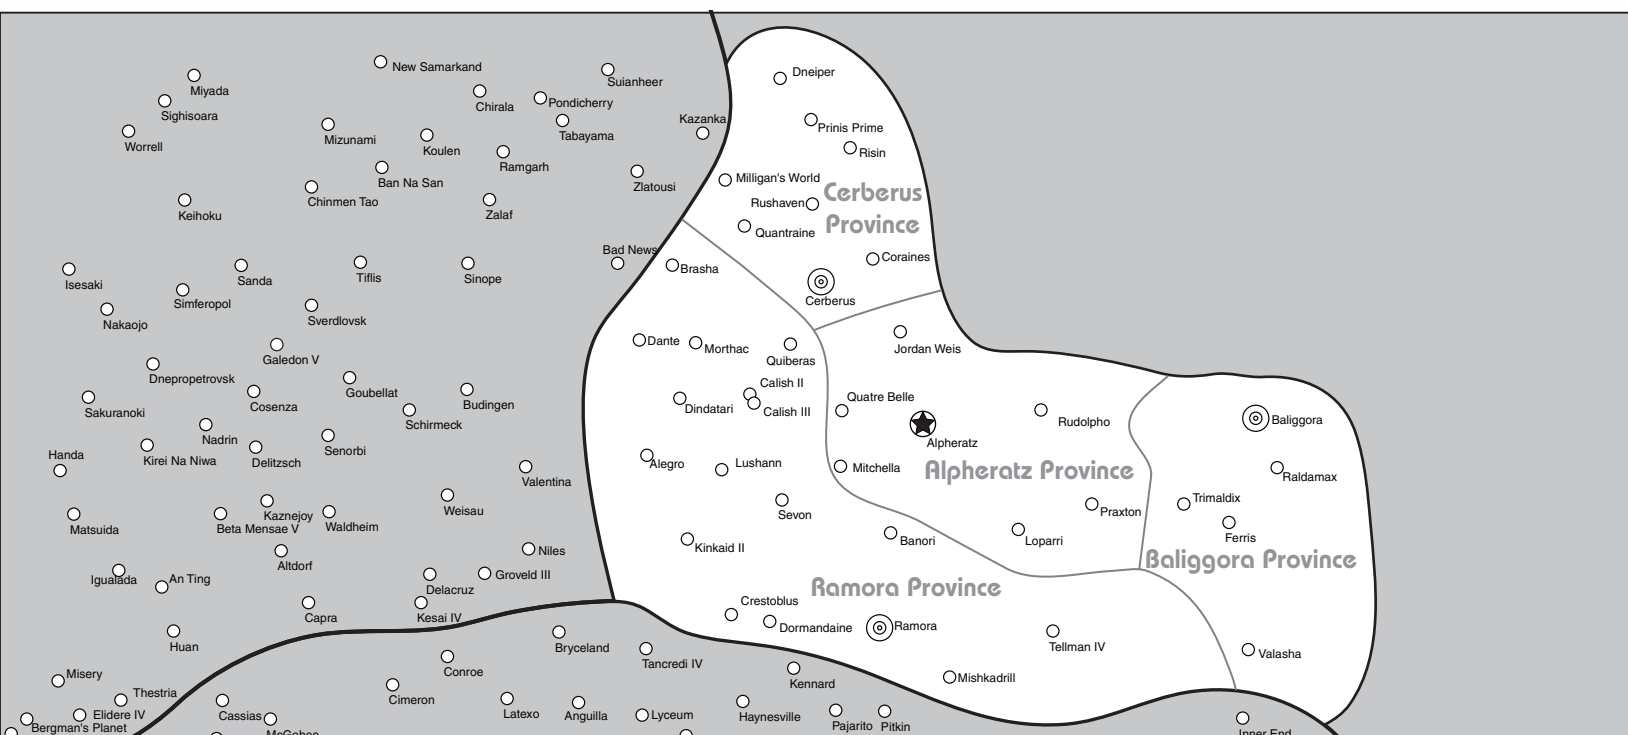 New Samarkand
Miyada
Sighisoara
Worrell
Suianheer
Chirala
Pondicherry
Tabayama
Kazanka
Mizunami
Koulen
Ramgarh
Ban Na San
Zlatousi
Chinmen Tao
Keihoku
Zalaf
Bad News
Isesaki
Sanda
Tiflis
Sinope
Simferopol
Nakaojo
Sverdlovsk
Galedon V
Dnepropetrovsk
Goubellat
Cosenza
Budingen
Sakuranoki
Schirmeck
Nadrin
Senorbi
Handa
Kirei Na Niwa
Delitzsch
Valentina
Weisau
Kaznejoy
Matsuida
Beta Mensae V
Waldheim
Niles
Altdorf
Igualada
An Ting
Groveld III
Delacruz
Capra
Kesai IV
Huan
Dneiper
Prinis Prime
Risin
Milligan's World
Cerberus
Province
Rushaven
Quantraine
Coraines
Cerberus
Brasha
Dante
Morthac
Quiberas
Jordan Weis
Calish II
Calish III
Dindatari
Quatre Belle
Rudolpho
Alpheratz
Baliggora
Alegro
Lushann
Mitchella
Alpheratz Province
Raldamax
Sevon
Praxton
Trimaldix
Kinkaid II
Banori
Loparri
Ferris
Baliggora Province
Ramora Province
Crestoblus
Dormandaine
Ramora
Tellman IV
Valasha
Mishkadrill
Bryceland
Tancredi IV
Conroe
Kennard
Misery
Cimeron
Thestria
Elidere IV
Bergman's Planet
Cassias
McGehee
Latexo
Anguilla
Lyceum
Haynesville
Pajarito
Pitkin
Inner End